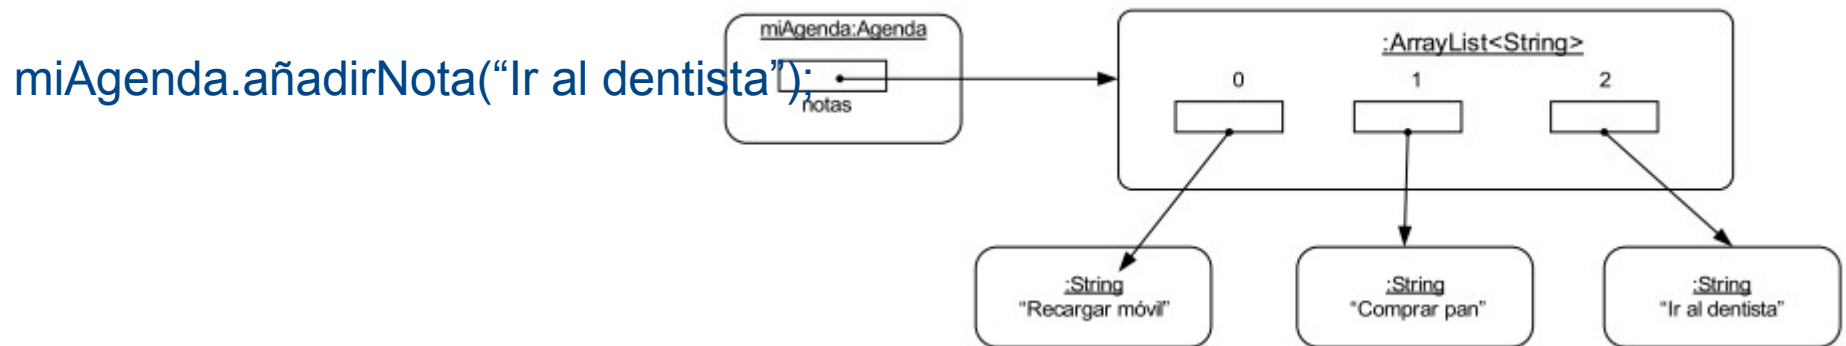 miAgenda.añadirNota(“Ir al dentista”);
miAgenda:Agenda
notas
:ArrayList<String>
0 1 2
:String
“Recargar móvil”
:String
“Comprar pan”
:String
“Ir al dentista”